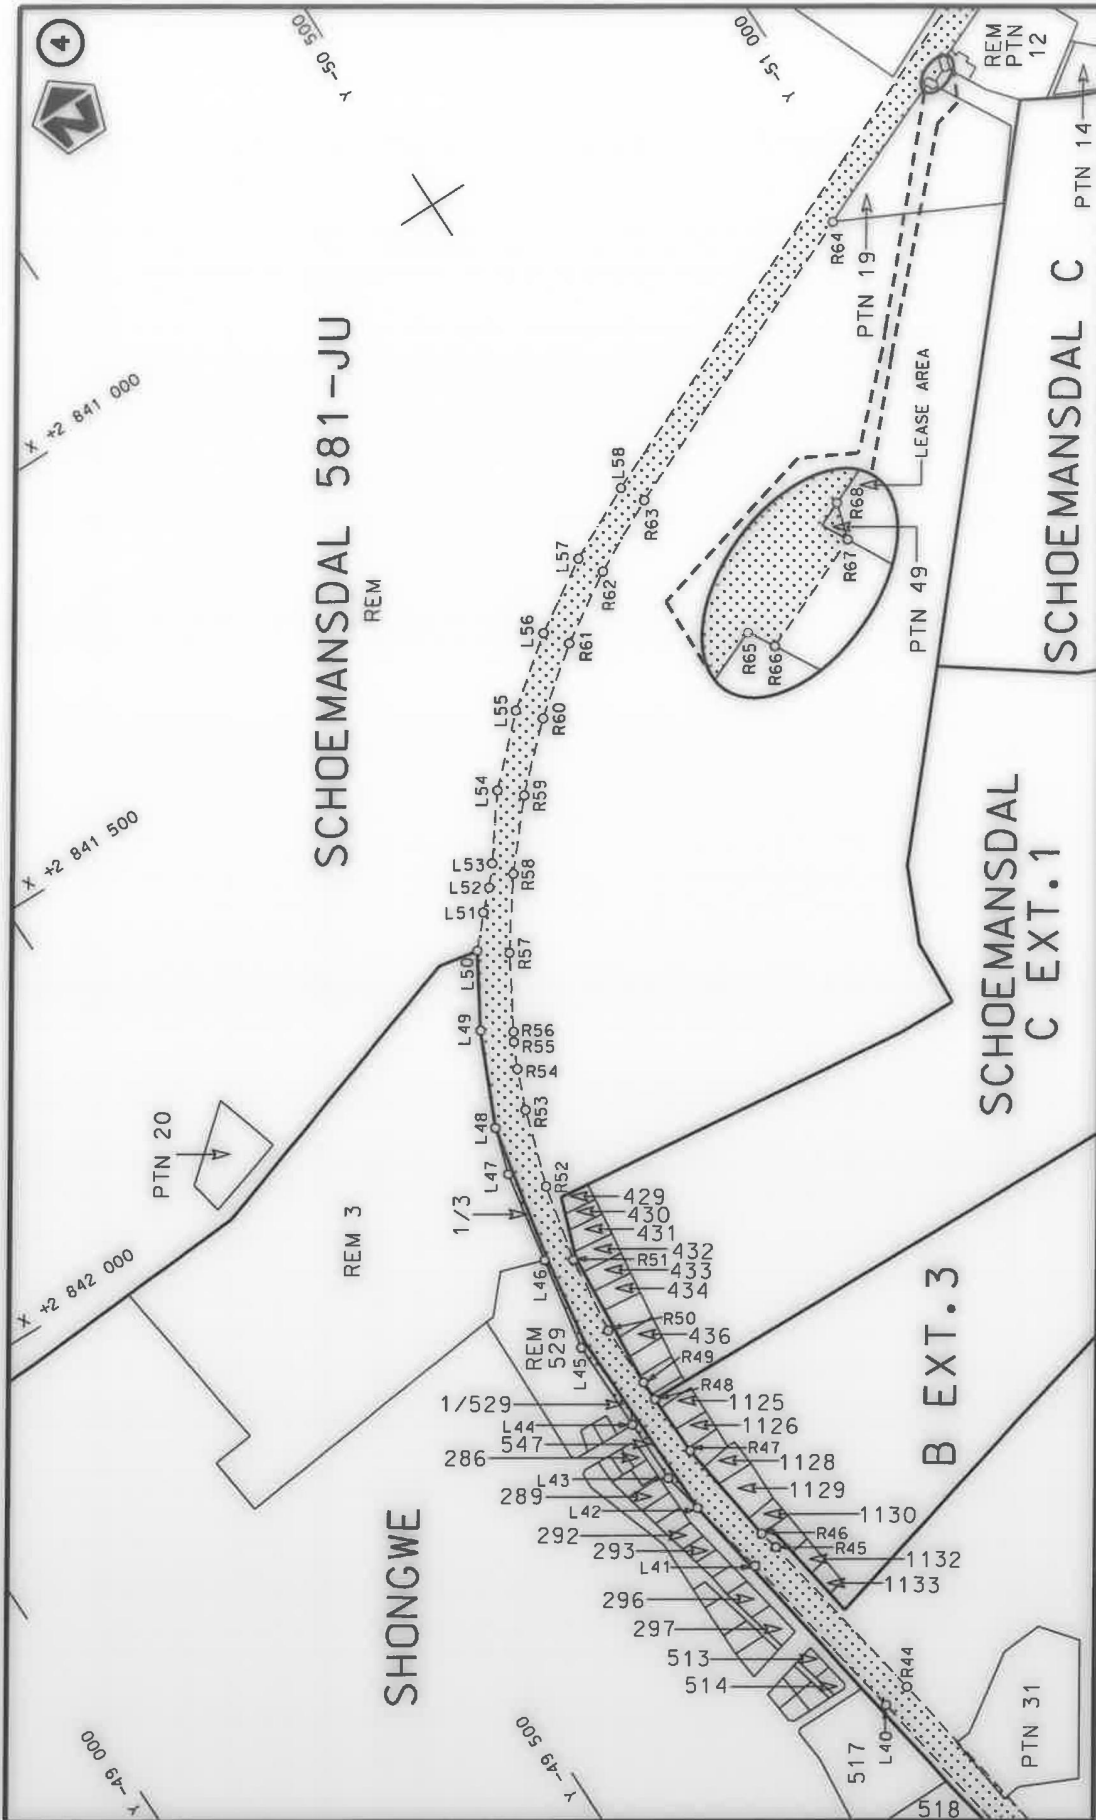 4
N
Y -50 500
Y -51 000
X +2 841 000
X +2 841 500
X +2 842 000
Y -49 000
Y -49 500
SCHOEMANSDAL 581-JU
REM
REM
PTN
12
PTN 14
PTN 19
LEASE AREA
PTN 49
SCHOEMANSDAL C
SCHOEMANSDAL
C EXT.1
B EXT.3
SHONGWE
PTN 20
REM 3
1/3
REM
529
1/529
547
286
289
292
293
296
297
513
514
517
518
PTN 31
L40
L41
L42
L43
L44
L45
L46
L47
L48
L49
L50
L51
L52
L53
L54
L55
L56
L57
L58
R44
R45
R46
R47
R48
R49
R50
R51
R52
R53
R54
R55
R56
R57
R58
R59
R60
R61
R62
R63
R64
R65
R66
R67
R68
429
430
431
432
433
434
436
1125
1126
1128
1129
1130
1132
1133